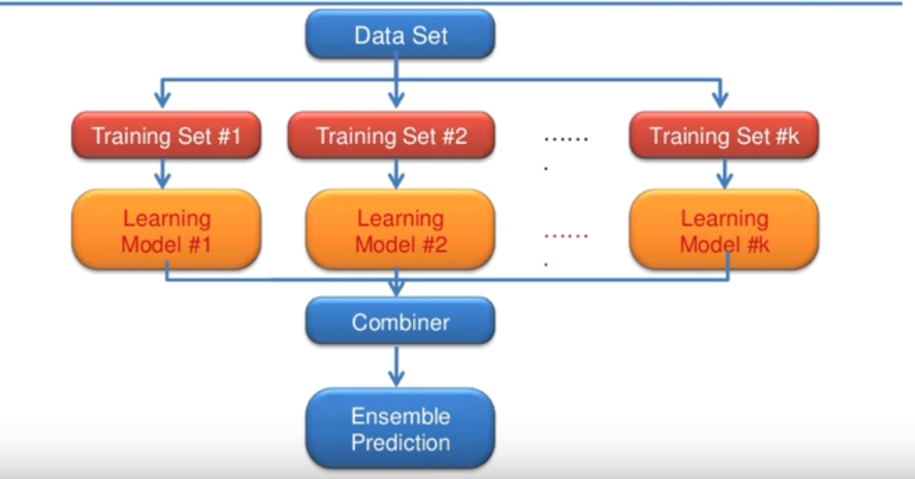 Data Set
Training Set #1
Training Set #2
......
.
Training Set #k
Learning
Model #1
Learning
Model #2
......
.
Learning
Model #k
Combiner
Ensemble
Prediction